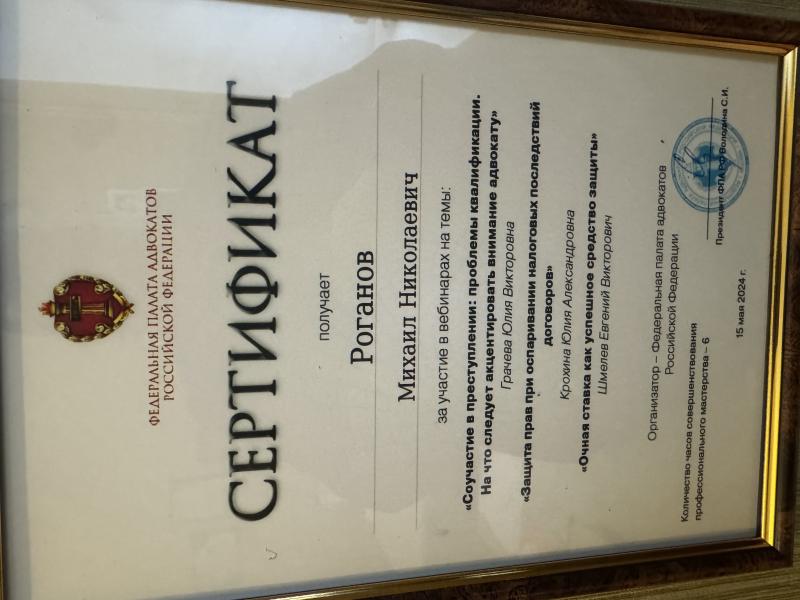 ФЕДЕРАЛЬНАЯ ПАЛАТА АДВОКАТОВ
РОССИЙСКОЙ ФЕДЕРАЦИИ
СЕРТИФИКАТ
получает
Роганов
Михаил Николаевич
за участие в вебинарах на темы:
«Соучастие в преступлении: проблемы квалификации.
На что следует акцентировать внимание адвокату»
Грачева Юлия Викторовна
«Защита прав при оспаривании налоговых последствий
договоров»
Крохина Юлия Александровна
«Очная ставка как успешное средство защиты»
Шмелев Евгений Викторович
Организатор – Федеральная палата адвокатов
Российской Федерации
Количество часов совершенствования
профессионального мастерства – 6
Президент ФПА РФ Володина С.И.
15 мая 2024 г.